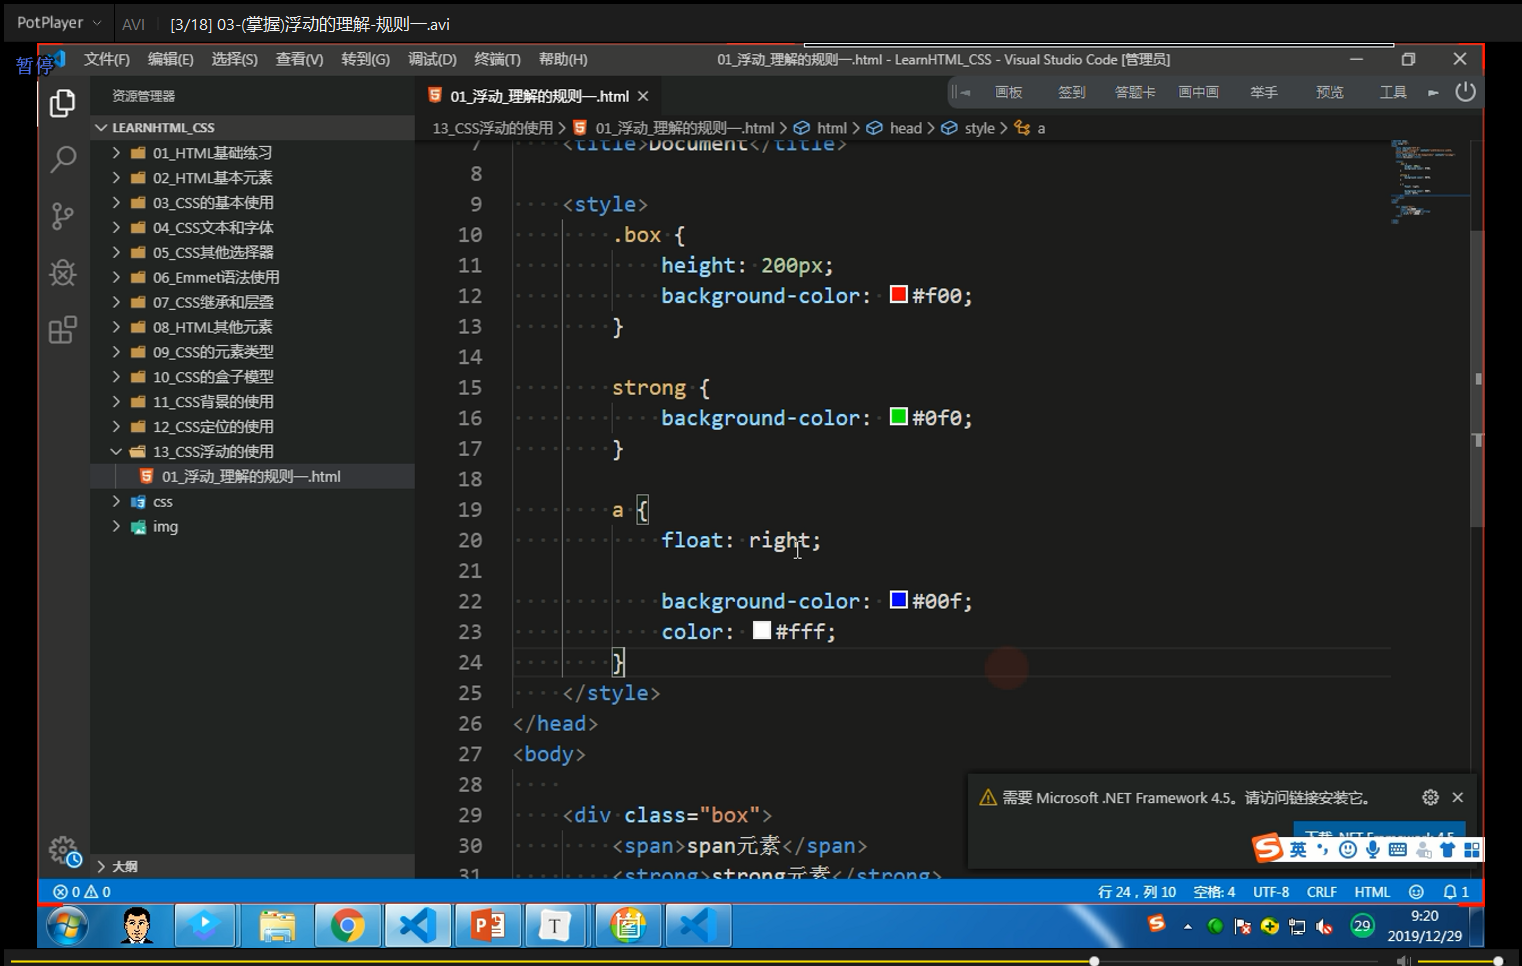 PotPlayer
AVI
[3/18] 03-(掌握)浮动的理解-规则一.avi
暂停
文件(F) 编辑(E) 选择(S) 查看(V) 转到(G) 调试(D) 终端(T) 帮助(H)
01_浮动_理解的规则一.html - LearnHTML_CSS - Visual Studio Code [管理员]
资源管理器
01_浮动_理解的规则一.html
画板 签到 答题卡 画中画 举手 预览 工具
LEARNHTML_CSS
13_CSS浮动的使用 > 01_浮动_理解的规则一.html > html > head > style > a
01_HTML基础练习
02_HTML基本元素
03_CSS的基本使用
04_CSS文本和字体
05_CSS其他选择器
06_Emmet语法使用
07_CSS继承和层叠
08_HTML其他元素
09_CSS的元素类型
10_CSS的盒子模型
11_CSS背景的使用
12_CSS定位的使用
13_CSS浮动的使用
01_浮动_理解的规则一.html
css
img
大纲
7 <title>Document</title>
8
9 <style>
10 .box {
11 height: 200px;
12 background-color: #f00;
13 }
14
15 strong {
16 background-color: #0f0;
17 }
18
19 a {
20 float: right;
21
22 background-color: #00f;
23 color: #fff;
24 }
25 </style>
26 </head>
27 <body>
28
29 <div class="box">
30 <span>span元素</span>
31 <strong>strong元素</strong>
需要 Microsoft .NET Framework 4.5。请访问链接安装它。
下载 .NET Framework 4.5
英
0 0
行 24，列 10 空格: 4 UTF-8 CRLF HTML 1
29
9:20
2019/12/29